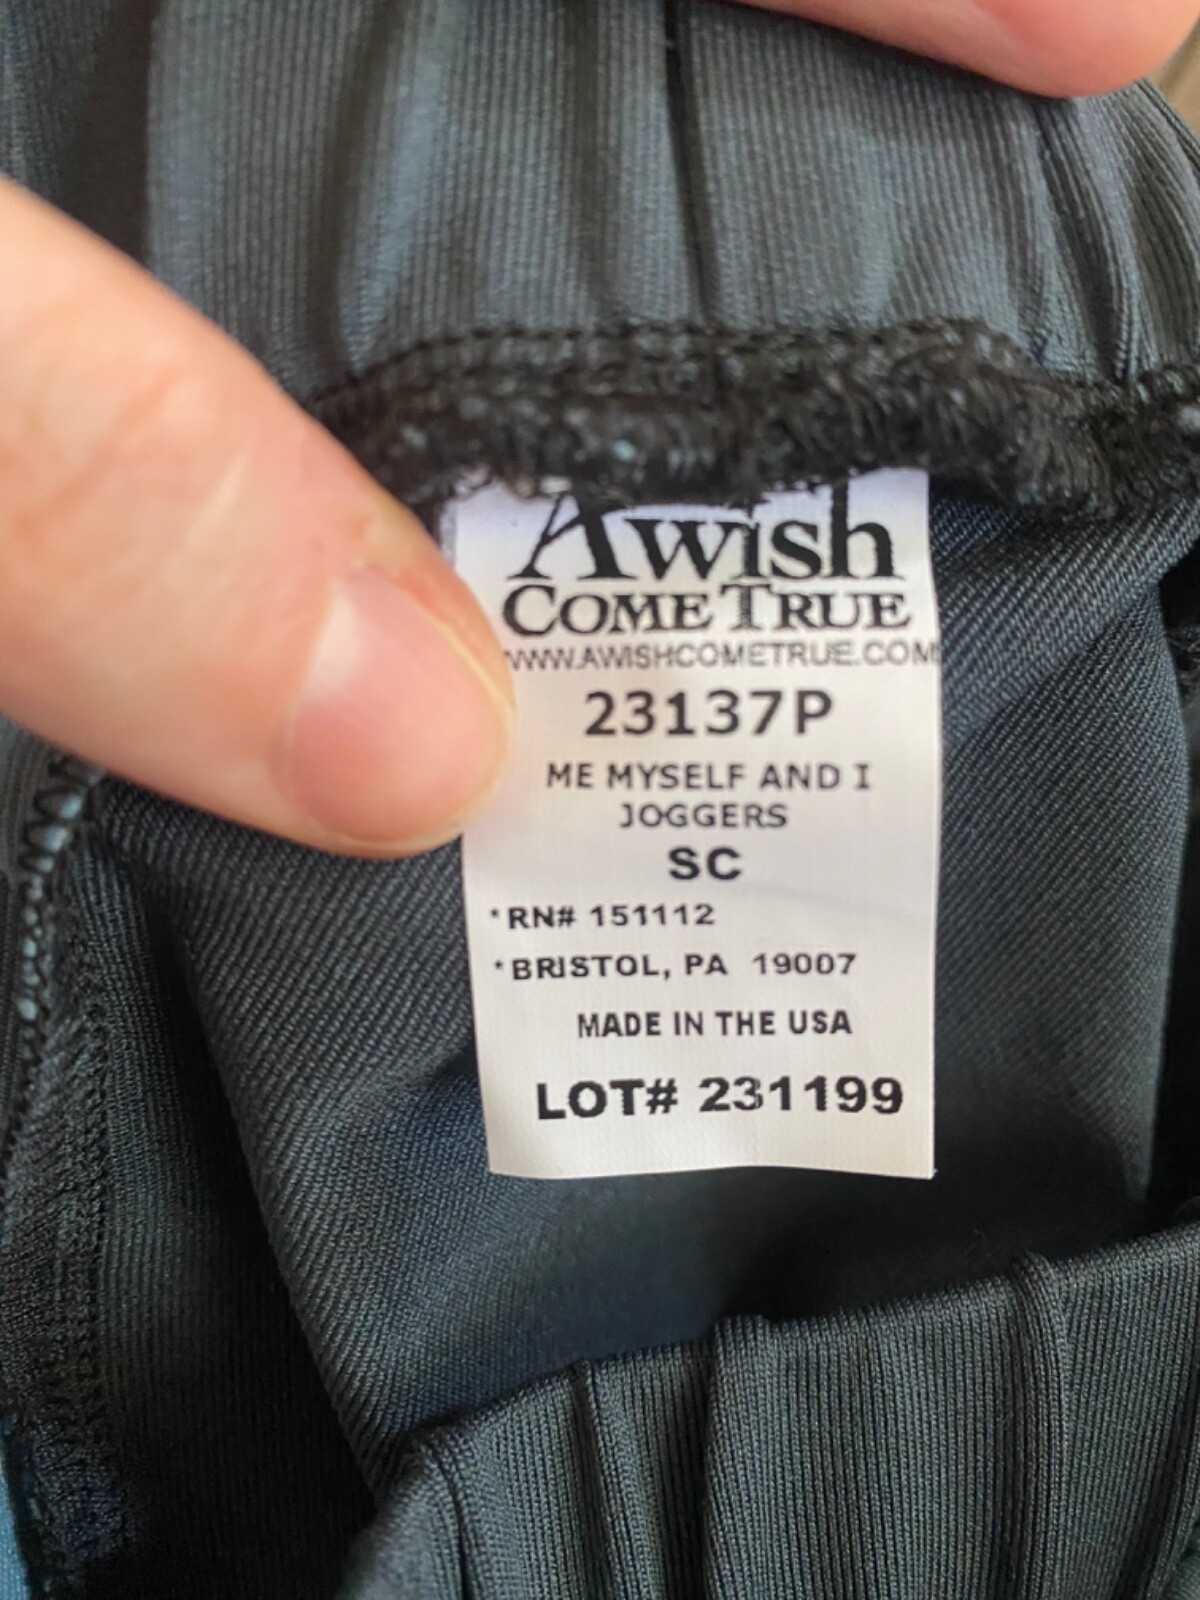 A wish
COME TRUE
WWW.AWISHCOMETRUE.COM
23137P
ME MYSELF AND I
JOGGERS
SC
*RN# 151112
*BRISTOL, PA 19007
MADE IN THE USA
LOT# 231199